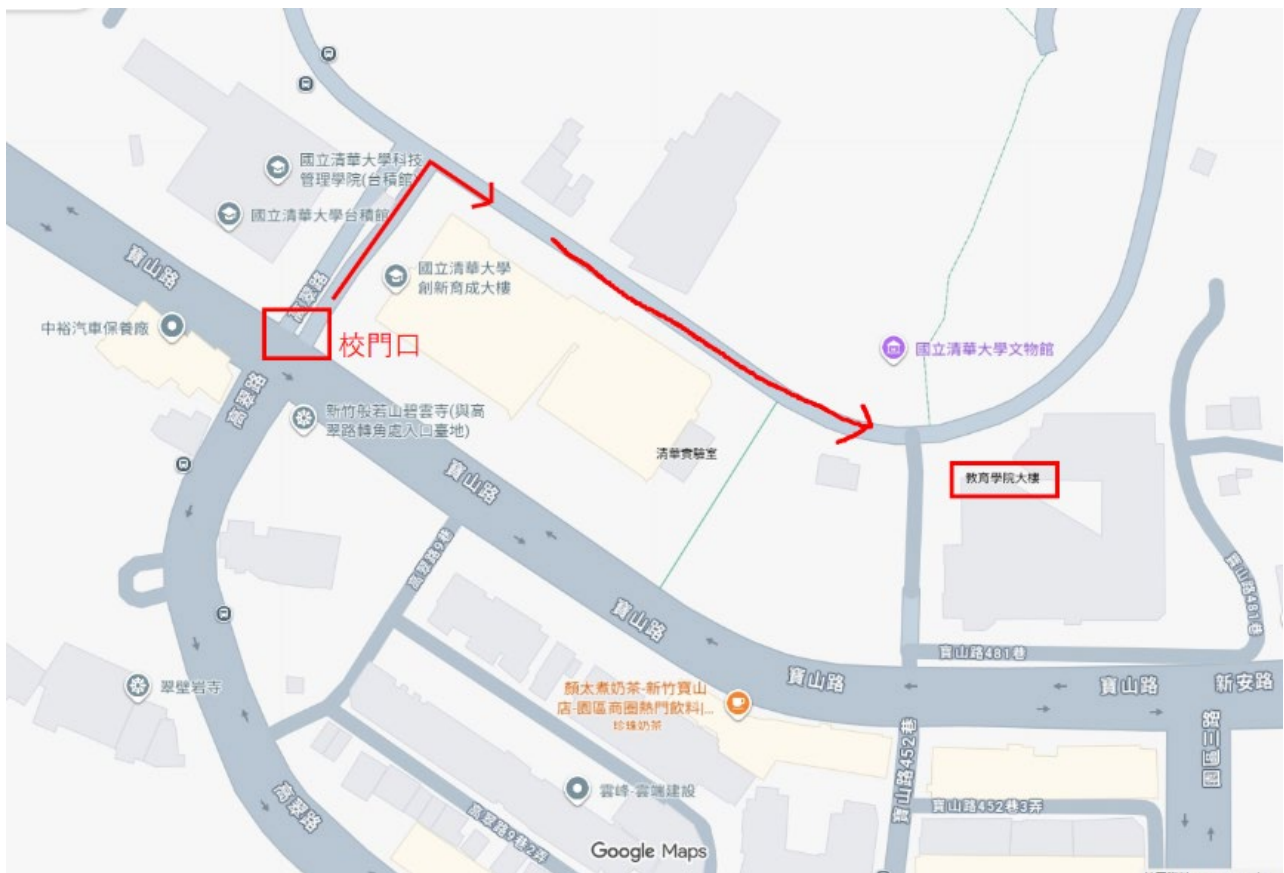 國立清華大學科技
管理學院(台積館)
國立清華大學台積館
寶山路
高翠路
國立清華大學
創新育成大樓
中裕汽車保養廠
校門口
國立清華大學文物館
高翠路
新竹般若山碧雲寺(與高
翠路轉角處入口臺地)
清華實驗室
寶山路
教育學院大樓
高翠路9巷
寶山路
寶山路481巷
寶山路481巷
翠壁岩寺
顏太煮奶茶-新竹寶山
店-園區商圈熱門飲料|...
珍珠奶茶
寶山路
寶山路
新安路
園區二路
寶山路452巷
雲峰-雲端建設
高翠路
寶山路452巷3弄
高翠路9巷2弄
Google Maps